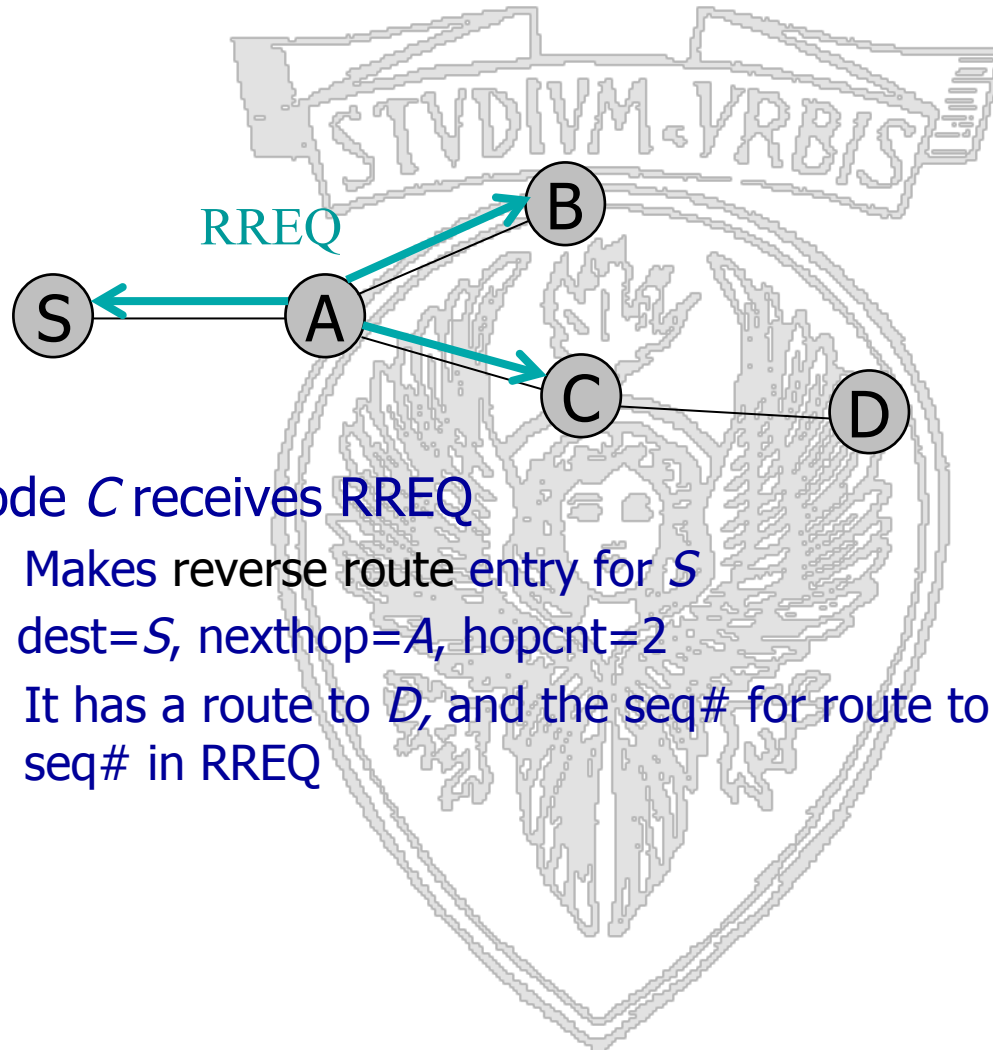 STVDIVM VRBIS
B
RREQ
S
A
C
D
ode C receives RREQ
Makes reverse route entry for S
dest=S, nexthop=A, hopcnt=2
It has a route to D, and the seq# for route to
seq# in RREQ